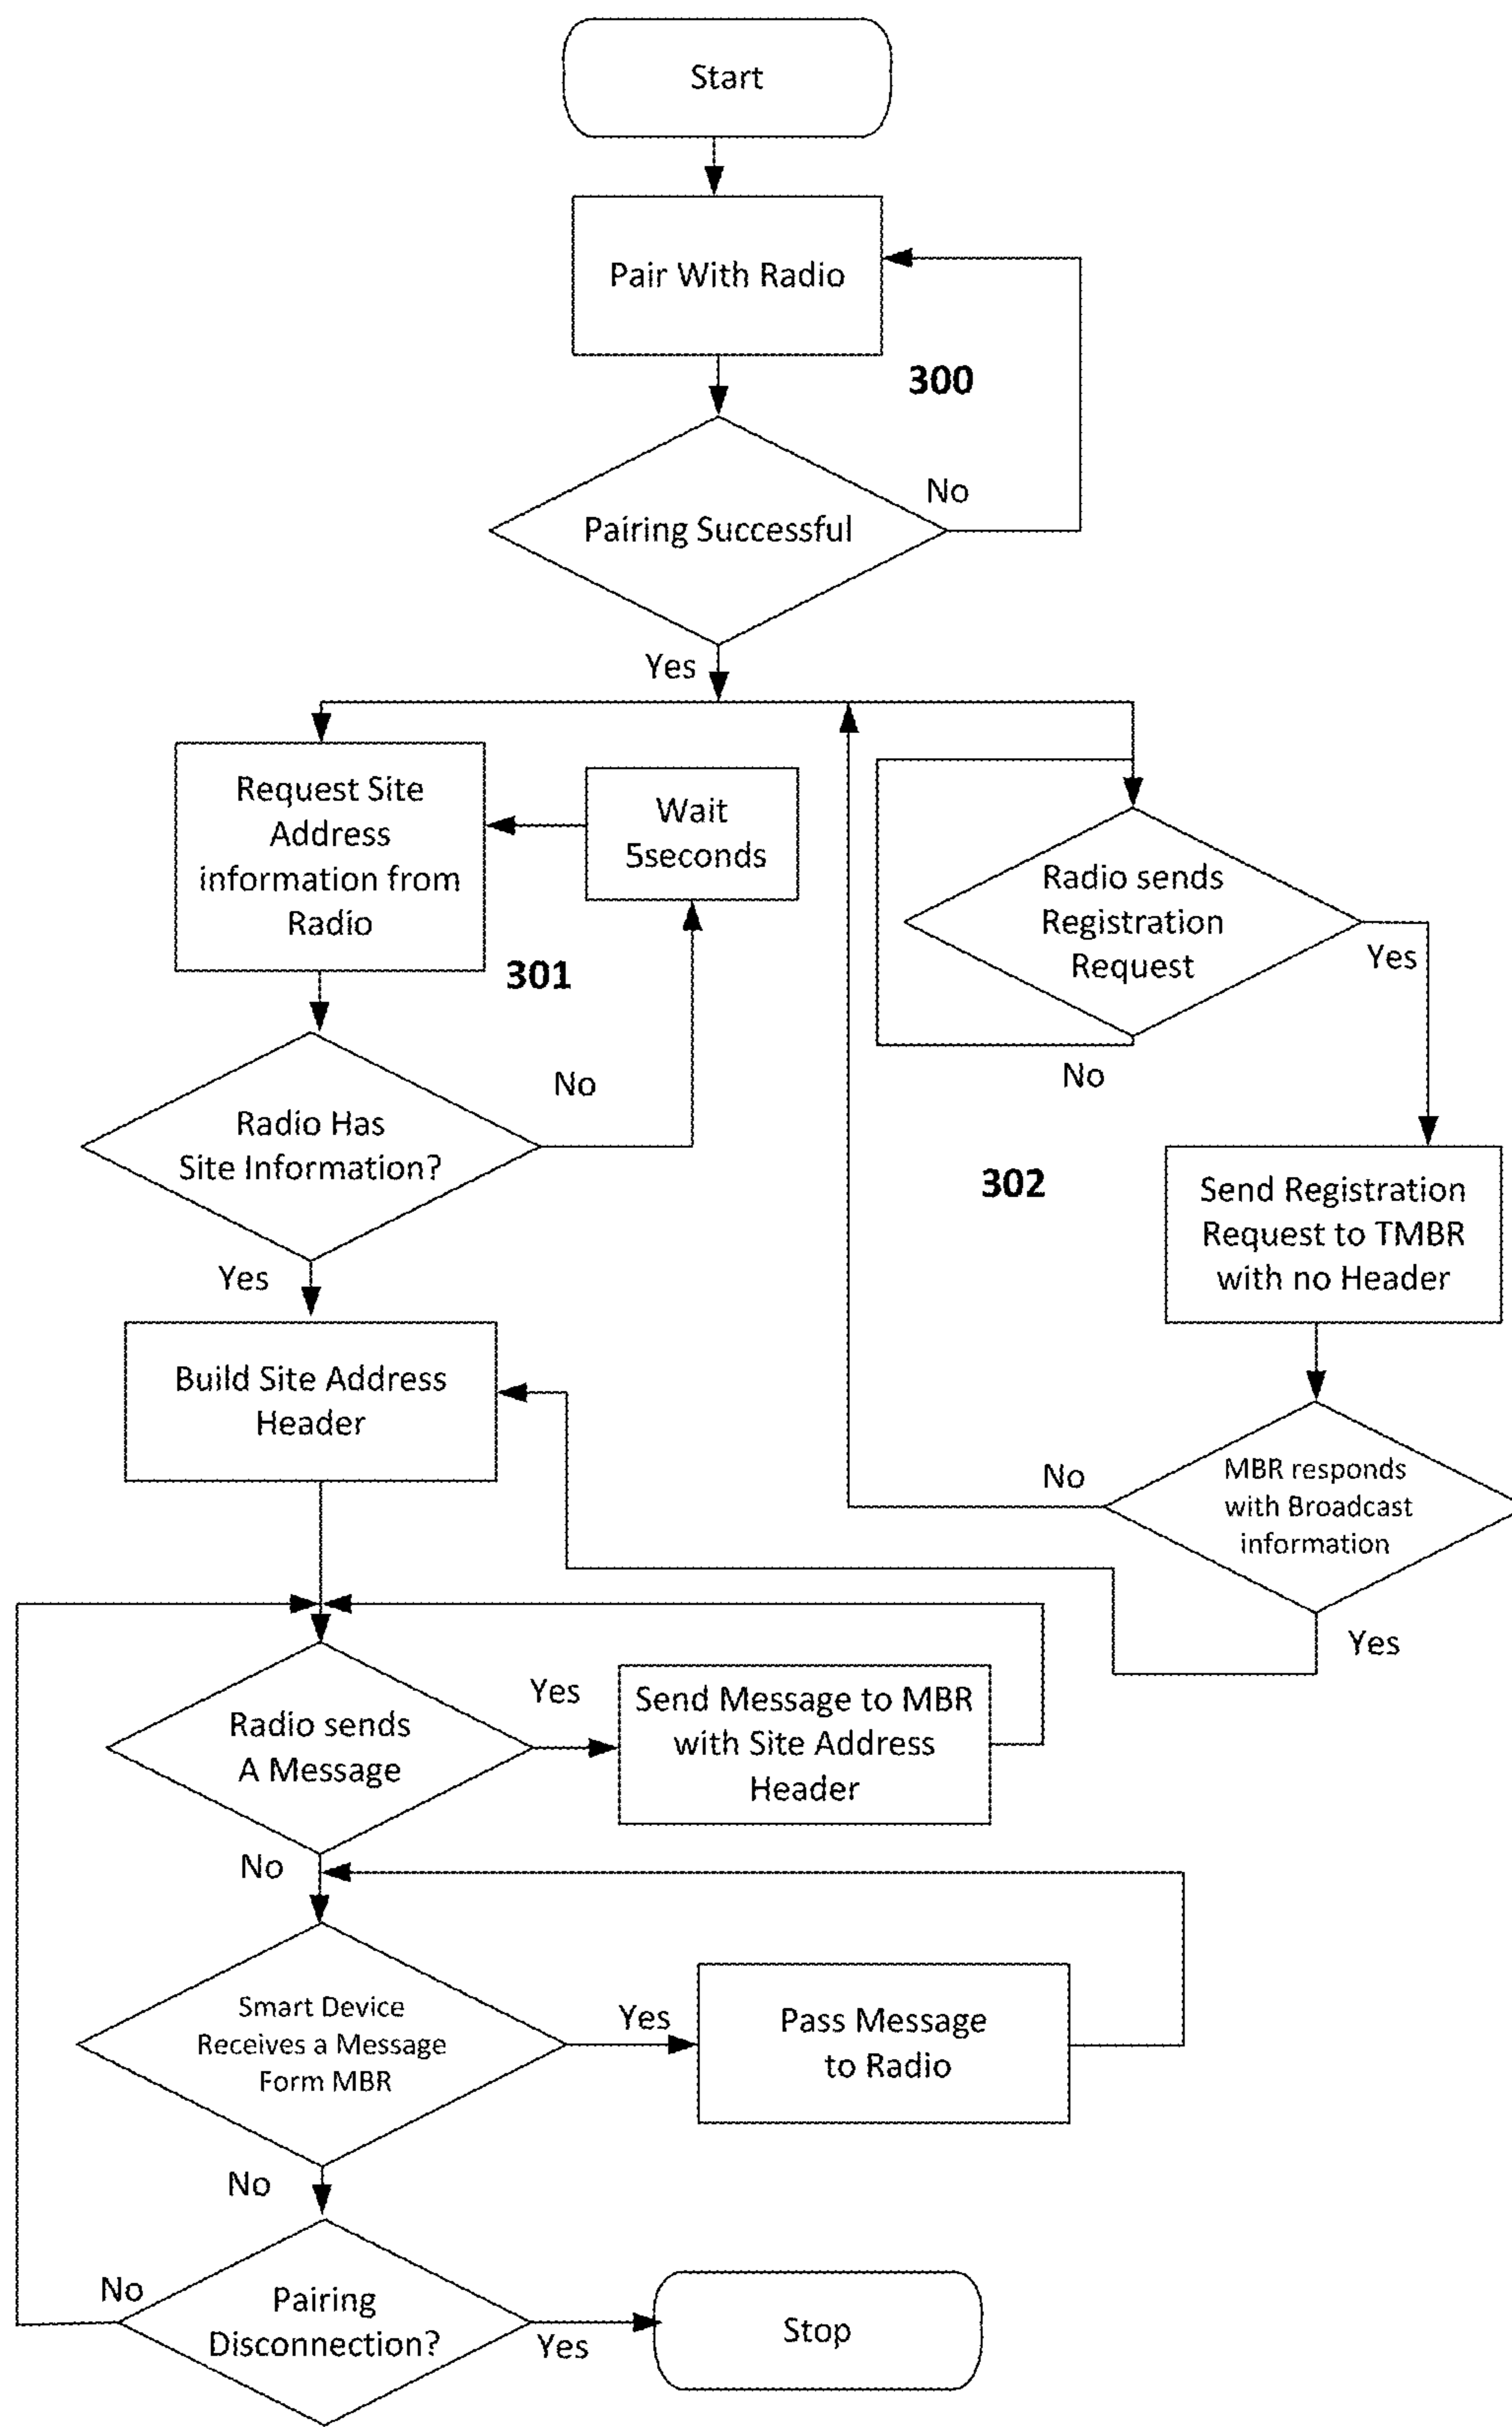 Start
Pair With Radio
300
No
Pairing Successful
Yes
Request Site
Address
information from
Radio
Wait
5seconds
301
Radio sends
Registration
Request
Yes
No
No
Radio Has
Site Information?
302
Send Registration
Request to TMBR
with no Header
Yes
Build Site Address
Header
No
MBR responds
with Broadcast
information
Yes
Radio sends
A Message
Yes
Send Message to MBR
with Site Address
Header
No
Smart Device
Receives a Message
Form MBR
Yes
Pass Message
to Radio
No
No
Pairing
Disconnection?
Yes
Stop